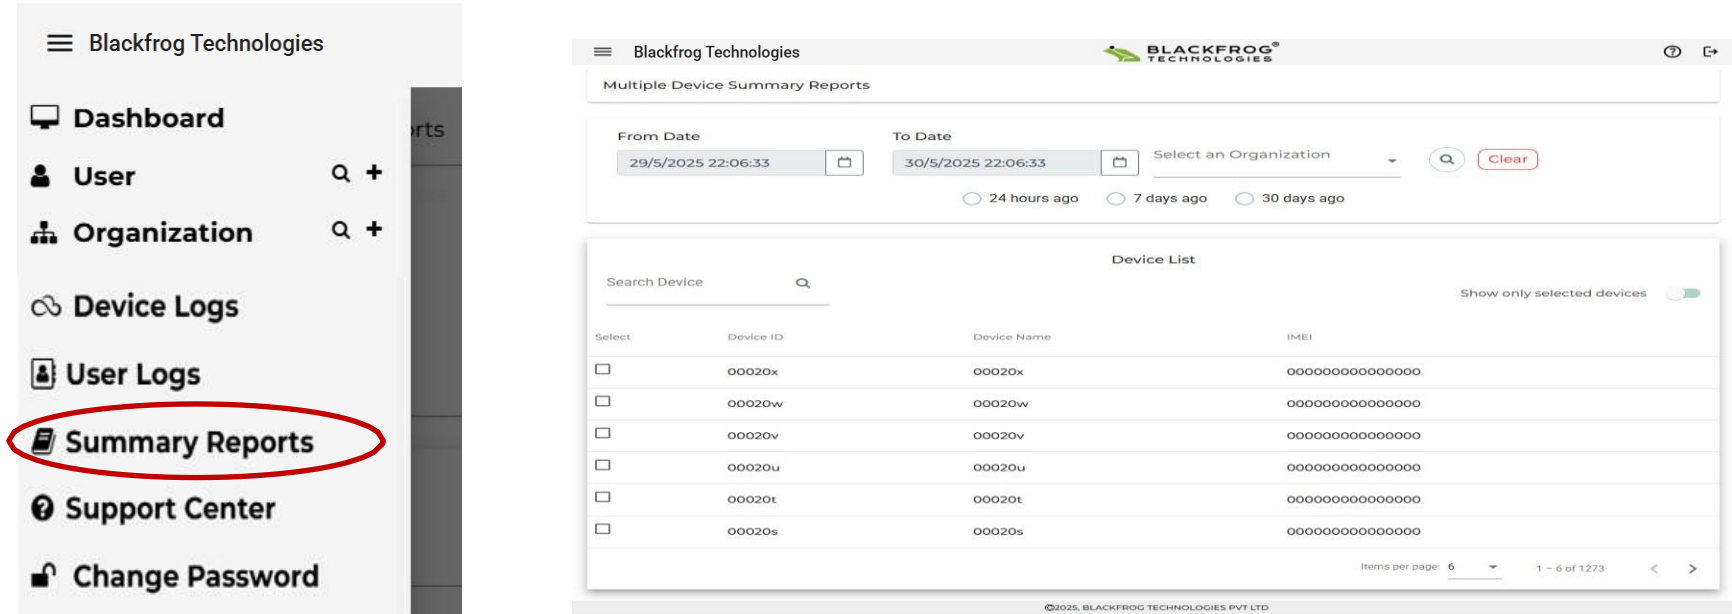 Blackfrog Technologies
Dashboard
User
Organization
Device Logs
User Logs
Summary Reports
Support Center
Change Password
orts
Blackfrog Technologies
BLACKFROG®
TECHNOLOGIES
Multiple Device Summary Reports
From Date
To Date
29/5/2025 22:06:33
30/5/2025 22:06:33
Select an Organization
Clear
24 hours ago 7 days ago 30 days ago
Device List
Search Device
Show only selected devices
Select Device ID Device Name IMEI
00020x 00020x 000000000000000
00020w 00020w 000000000000000
00020v 00020v 000000000000000
00020u 00020u 000000000000000
00020t 00020t 000000000000000
00020s 00020s 000000000000000
Items per page: 6 1 – 6 of 1273
©2025, BLACKFROG TECHNOLOGIES PVT LTD